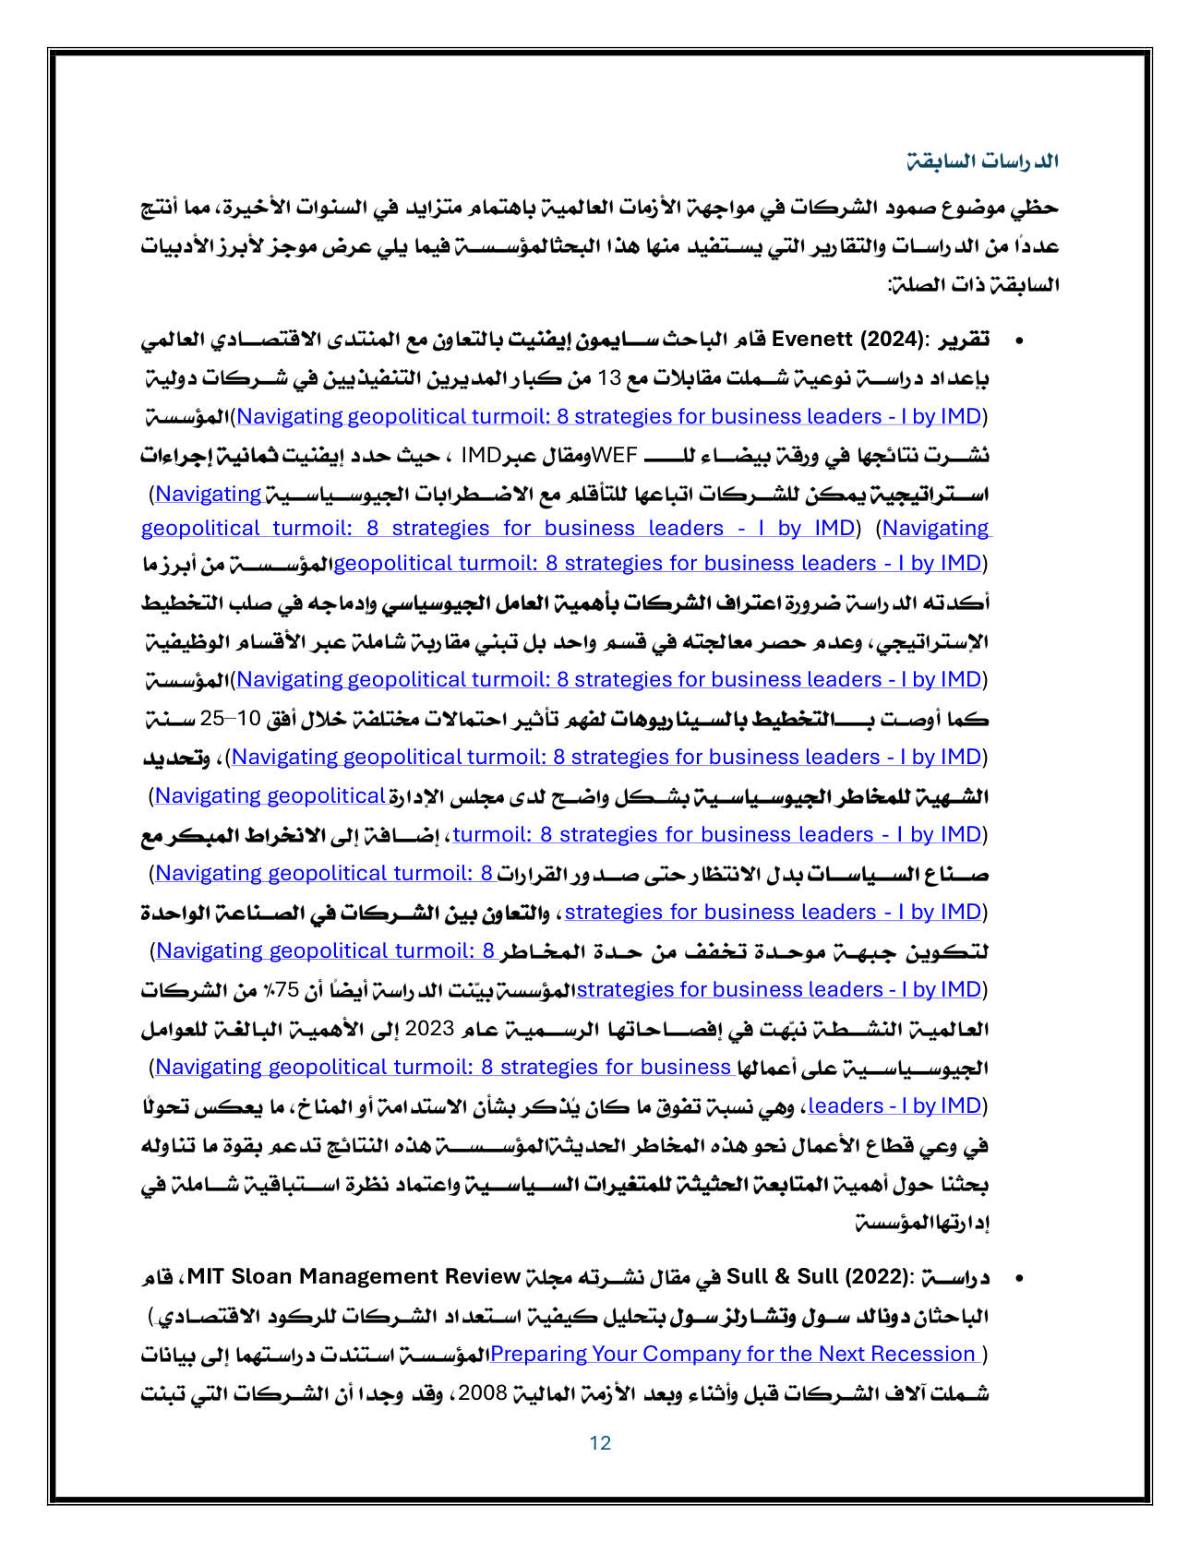 الدراسات السابقة
حظي موضوع صمود الشركات في مواجهة الأزمات العالمية باهتمام متزايد في السنوات الأخيرة، مما أنتج
عددًا من الدراسات والتقارير التي يستفيد منها هذا البحثالمؤسسة فيما يلي عرض موجز لأبرز الأدبيات
السابقة ذات الصلة:
• تقرير Evenett (2024): قام الباحث سايمون إيفنيت بالتعاون مع المنتدى الاقتصادي العالمي
بإعداد دراسة نوعية شملت مقابلات مع 13 من كبار المديرين التنفيذيين في شركات دولية
(Navigating geopolitical turmoil: 8 strategies for business leaders - I by IMD)المؤسسة
نُشرت نتائجها في ورقة بيضاء للـ WEFومقال عبرIMD ، حيث حدد إيفنيت ثمانية إجراءات
استراتيجية يمكن للشركات اتباعها للتأقلم مع الاضطرابات الجيوسياسية (Navigating
geopolitical turmoil: 8 strategies for business leaders - I by IMD) (Navigating
geopolitical turmoil: 8 strategies for business leaders - I by IMD)المؤسسة من أبرز ما
أكدته الدراسة ضرورة اعتراف الشركات بأهمية العامل الجيوسياسي وإدماجه في صلب التخطيط
الإستراتيجي، وعدم حصر معالجته في قسم واحد بل تبني مقاربة شاملة عبر الأقسام الوظيفية
(Navigating geopolitical turmoil: 8 strategies for business leaders - I by IMD)المؤسسة
كما أوصت بـالتخطيط بالسيناريوهات لفهم تأثير احتمالات مختلفة خلال أفق 10–25 سنة
(Navigating geopolitical turmoil: 8 strategies for business leaders - I by IMD)، وتحديد
الشهية للمخاطر الجيوسياسية بشكل واضح لدى مجلس الإدارة (Navigating geopolitical
turmoil: 8 strategies for business leaders - I by IMD)، إضافة إلى الانخراط المبكر مع
صناع السياسات بدل الانتظار حتى صدور القرارات (Navigating geopolitical turmoil: 8
strategies for business leaders - I by IMD)، والتعاون بين الشركات في الصناعة الواحدة
لتكوين جبهة موحدة تخفف من حدة المخاطر (Navigating geopolitical turmoil: 8
strategies for business leaders - I by IMD)المؤسسة بيّنت الدراسة أيضًا أن 75٪ من الشركات
العالمية النشطة نبّهت في إفصاحاتها الرسمية عام 2023 إلى الأهمية البالغة للعوامل
الجيوسياسية على أعمالها (Navigating geopolitical turmoil: 8 strategies for business
leaders - I by IMD)، وهي نسبة تفوق ما كان يُذكر بشأن الاستدامة أو المناخ، ما يعكس تحولًا
في وعي قطاع الأعمال نحو هذه المخاطر الحديثةالمؤسسة هذه النتائج تدعم بقوة ما تناوله
بحثنا حول أهمية المتابعة الحثيثة للمتغيرات السياسية واعتماد نظرة استباقية شاملة في
إدارتهاالمؤسسة
• دراسة Sull & Sull (2022): في مقال نشرته مجلة MIT Sloan Management Review، قام
الباحثان دونالد سول وتشارلز سول بتحليل كيفية استعداد الشركات للركود الاقتصادي (
Preparing Your Company for the Next Recession )المؤسسة استندت دراستهما إلى بيانات
شملت آلاف الشركات قبل وأثناء وبعد الأزمة المالية 2008، وقد وجدا أن الشركات التي تبنت
12